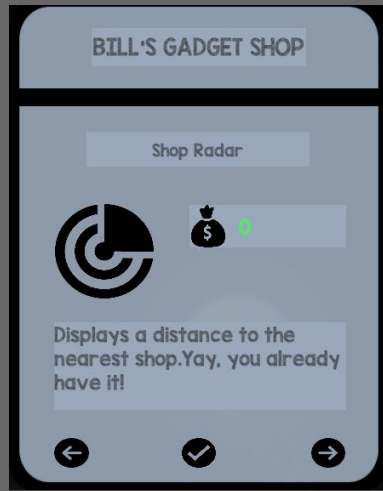 BILL'S GADGET SHOP
Shop Radar
$ 0
Displays a distance to the
nearest shop.Yay, you already
have it!